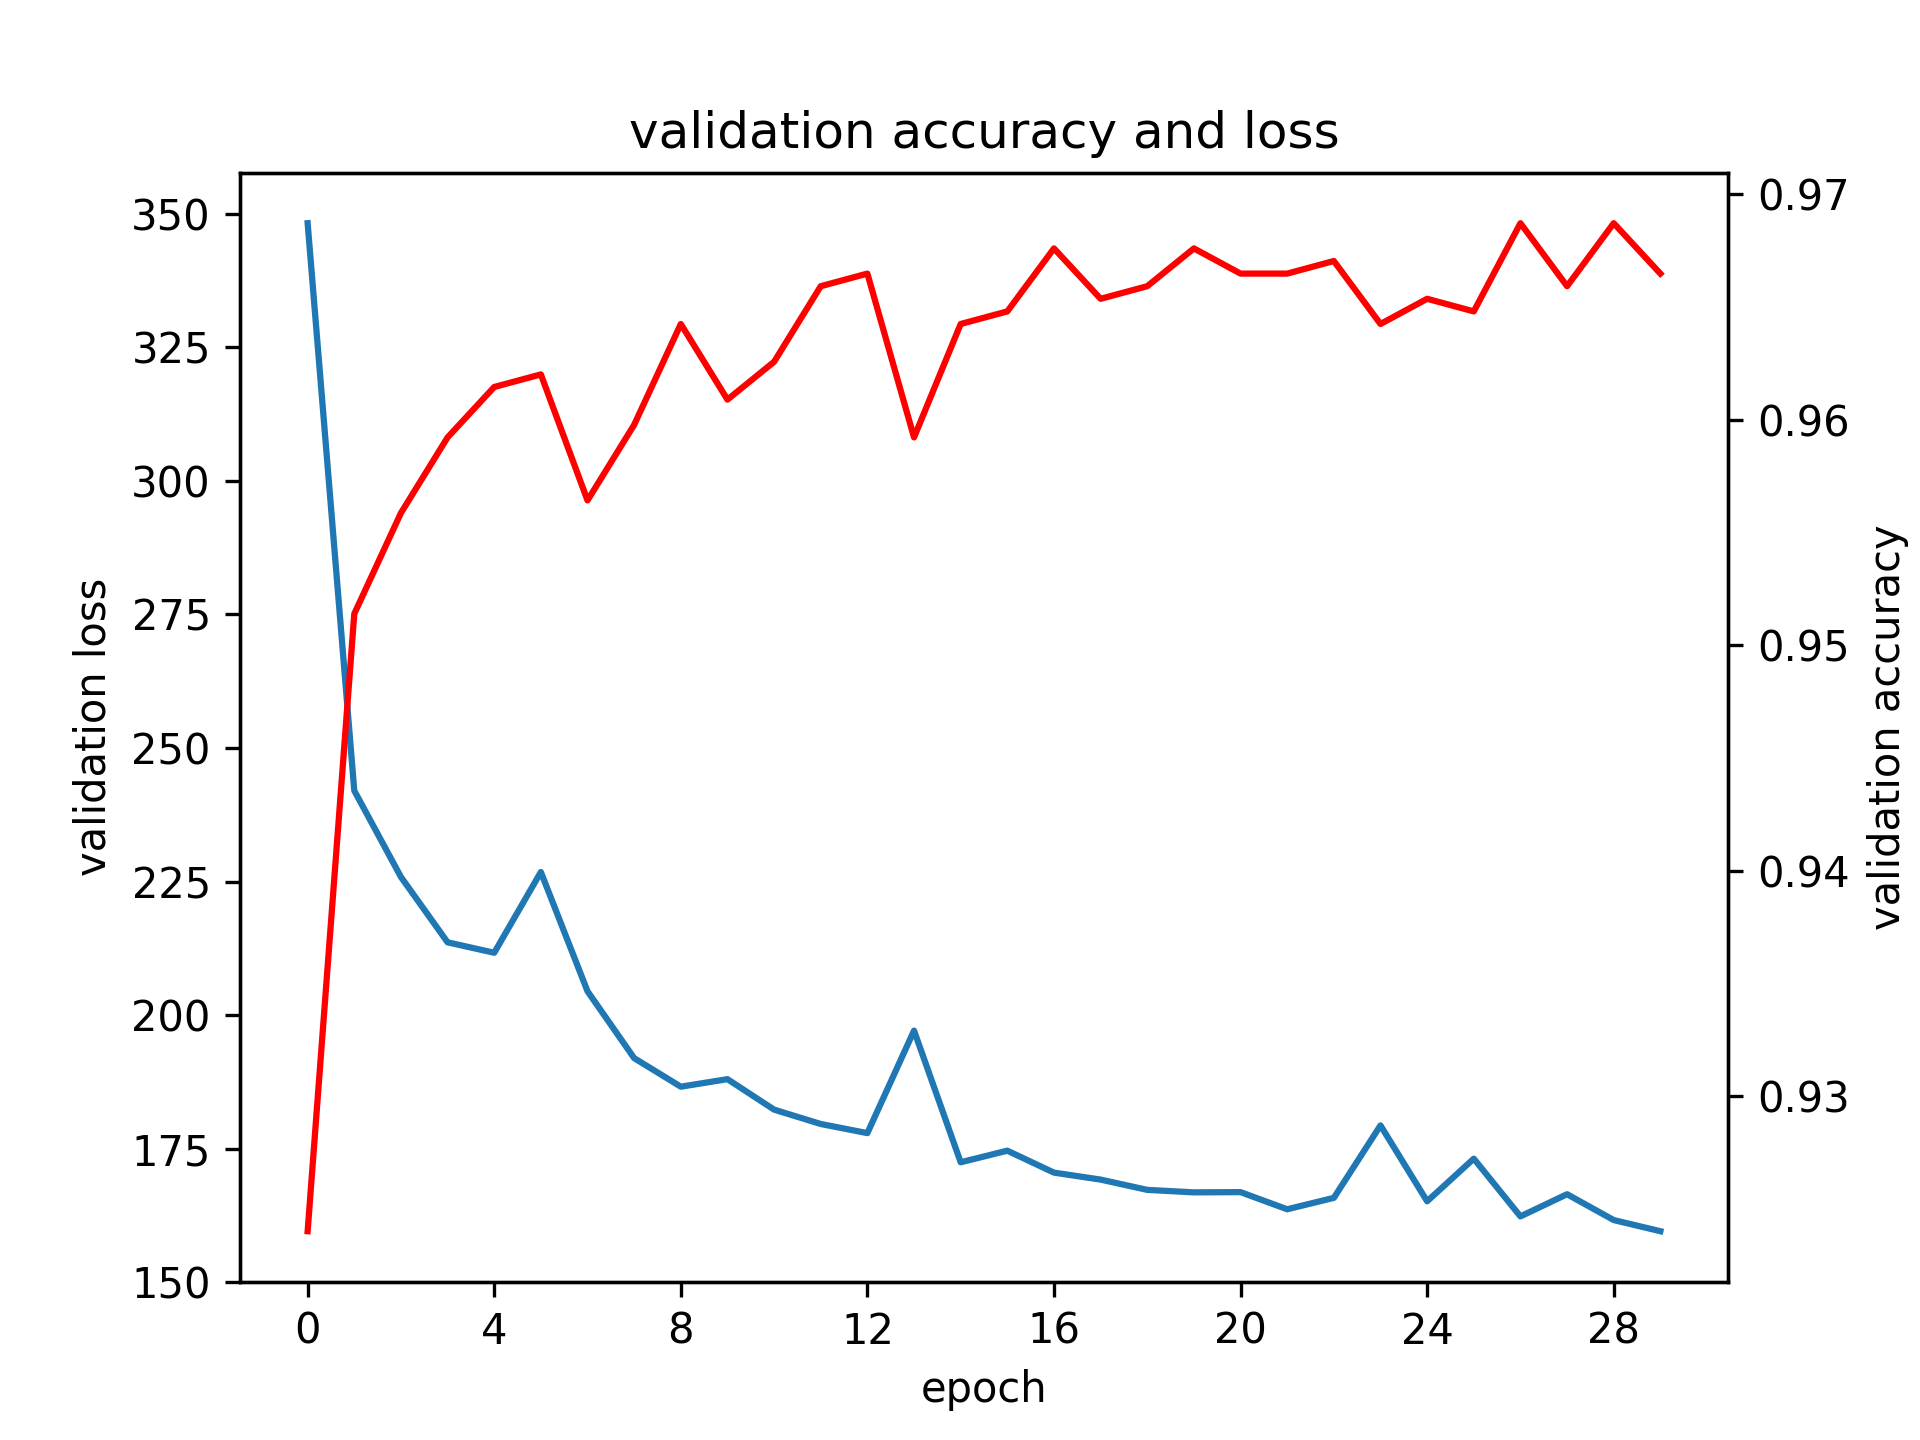 validation accuracy and loss
350
325
300
275
250
225
200
175
150
validation loss
0.97
0.96
0.95
0.94
0.93
validation accuracy
0 4 8 12 16 20 24 28
epoch